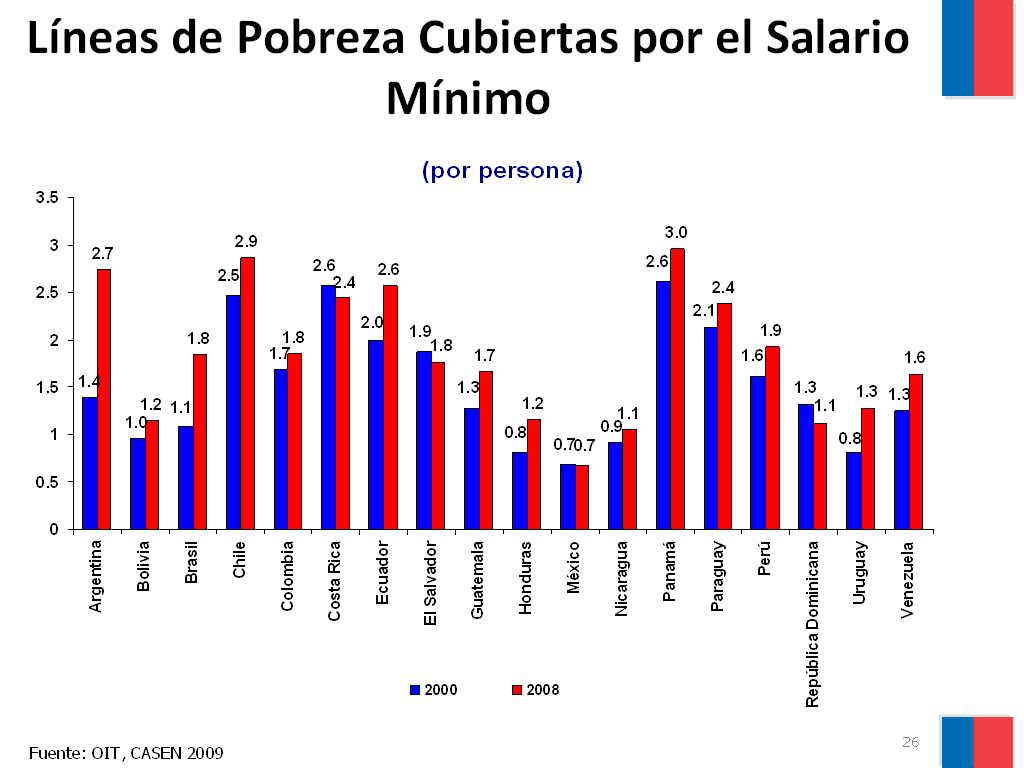 Líneas de Pobreza Cubiertas por el Salario
Mínimo
(por persona)
3.5
3
2.5
2
1.5
1
0.5
0
1.4
2.7
1.0
1.2
1.1
1.8
2.5
2.9
1.7
1.8
2.6
2.4
2.0
2.6
1.9
1.8
1.3
1.7
0.8
1.2
0.7
0.7
0.9
1.1
2.6
3.0
2.1
2.4
1.6
1.9
1.3
1.1
0.8
1.3
1.3
1.6
Argentina
Bolivia
Brasil
Chile
Colombia
Costa Rica
Ecuador
El Salvador
Guatemala
Honduras
México
Nicaragua
Panamá
Paraguay
Perú
República Dominicana
Uruguay
Venezuela
2000
2008
Fuente: OIT, CASEN 2009
26